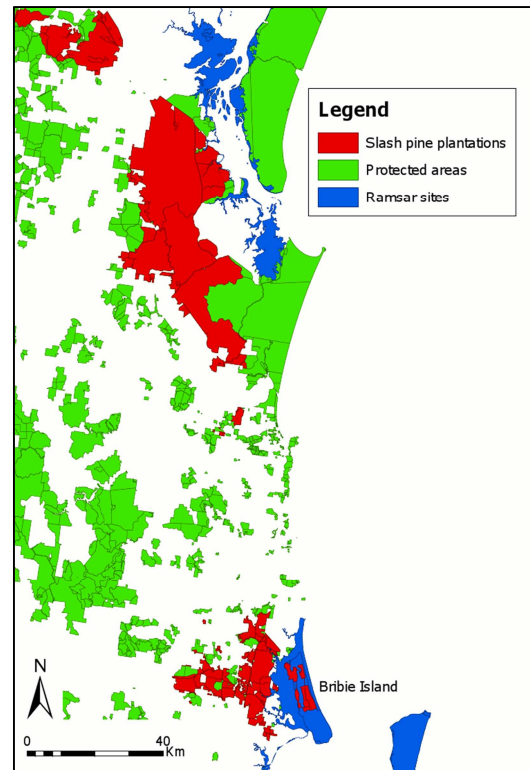 Legend
Slash pine plantations
Protected areas
Ramsar sites
N
Bribie Island
0 40
Km